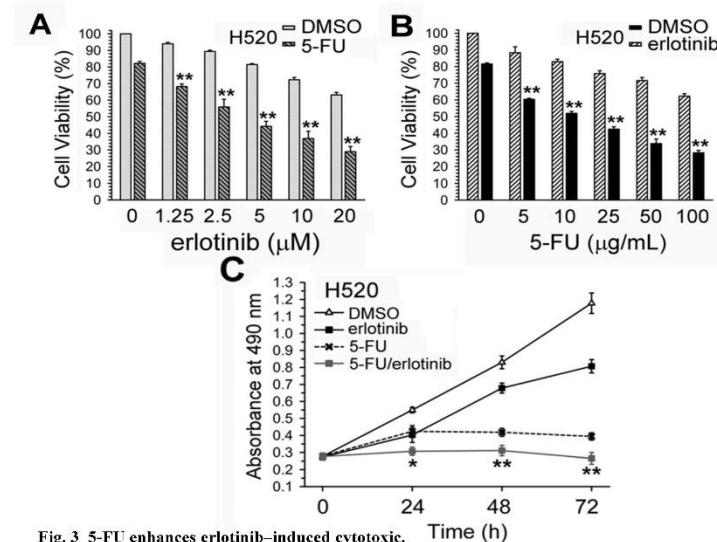 A
H520
DMSO
5-FU
Cell Viability (%)
100
90
80
70
60
50
40
30
20
10
0
**
**
**
**
**
0 1.25 2.5 5 10 20
erlotinib (μM)
B
H520
DMSO
erlotinib
Cell Viability (%)
100
90
80
70
60
50
40
30
20
10
0
**
**
**
**
**
0 5 10 25 50 100
5-FU (μg/mL)
C
H520
DMSO
erlotinib
5-FU
5-FU/erlotinib
Absorbance at 490 nm
1.3
1.2
1.1
1.0
0.9
0.8
0.7
0.6
0.5
0.4
0.3
0.2
0.1
*
**
**
0 24 48 72
Time (h)
Fig. 3 5-FU enhances erlotinib–induced cytotoxic.